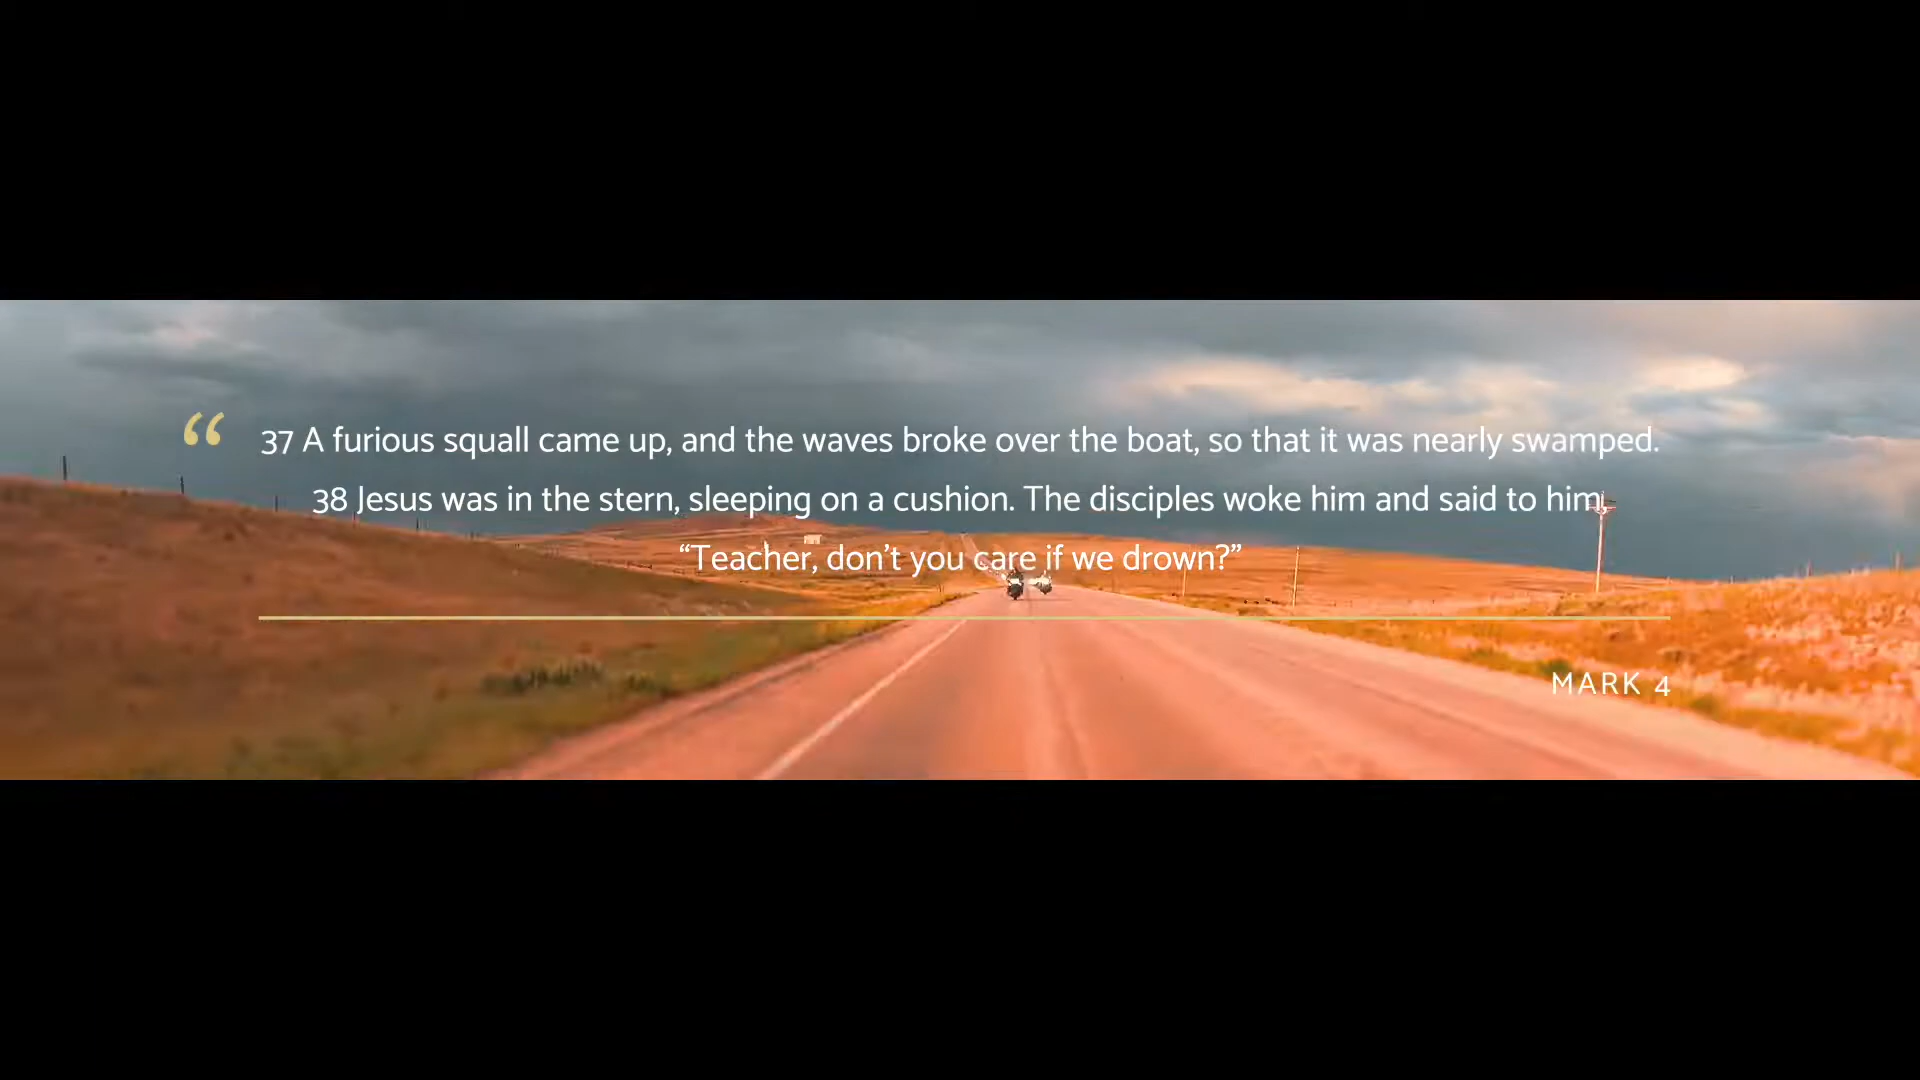 “ 37 A furious squall came up, and the waves broke over the boat, so that it was nearly swamped.
38 Jesus was in the stern, sleeping on a cushion. The disciples woke him and said to him,
“Teacher, don’t you care if we drown?”
MARK 4